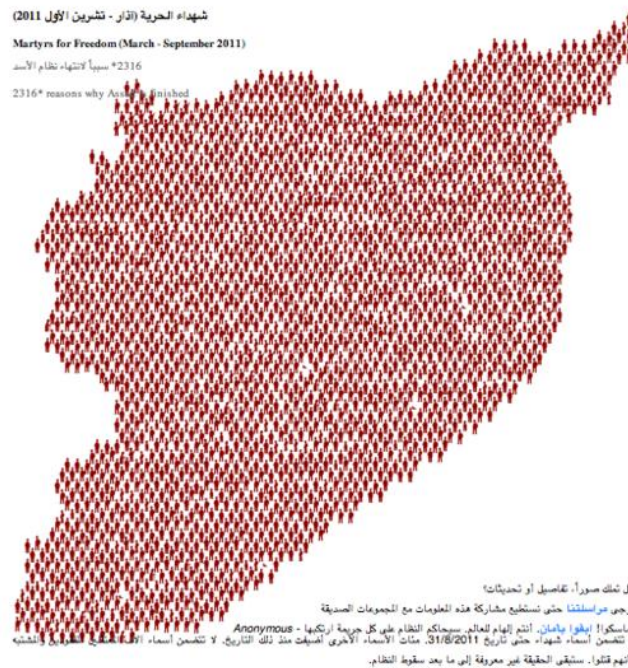 شهداء الحرية (اذار - تشرين الأول 2011)
Martyrs for Freedom (March - September 2011)
2316* سبباً لانتهاء نظام الأسد
2316* reasons why Assad finished
تملك صوراً، تفاصيل أو تحديثات؟
مراسلتنا حتى نستطيع مشاركة هذه المعلومات مع المجموعات الصديقة
ابقوا بأمان. أنتم إلهام للعالم. سيحاكم النظام على كل جريمة ارتكبها - Anonymous
تتضمن أسماء شهداء حتى تاريخ 31/8/2011. مئات الأسماء الأخرى أضيفت منذ ذلك التاريخ. لا تتضمن أسماء
قتلوا. ستبقى الحقيقة غير معروفة إلى ما بعد سقوط النظام.